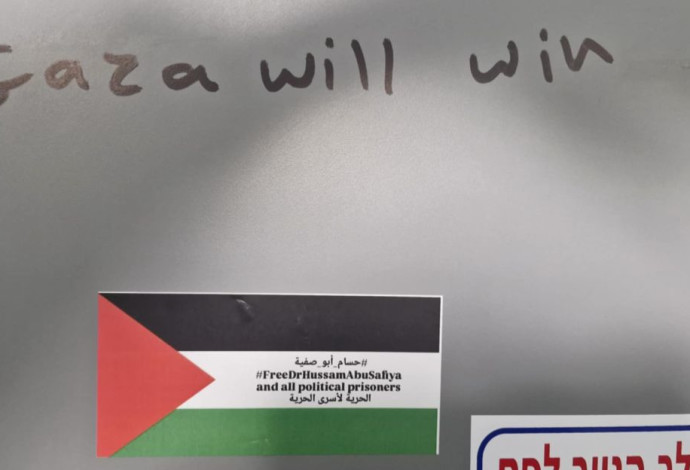 Gaza will win
#حسام_أبو_صفية
#FreeDrHussamAbuSafiya
and all political prisoners
الحرية لأسرى الحرية